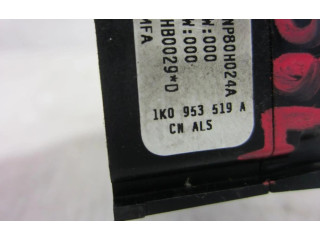 NP80H024A
W:000
W:000
HB0029*D
MFA
1K0 953 519 A
CN ALS